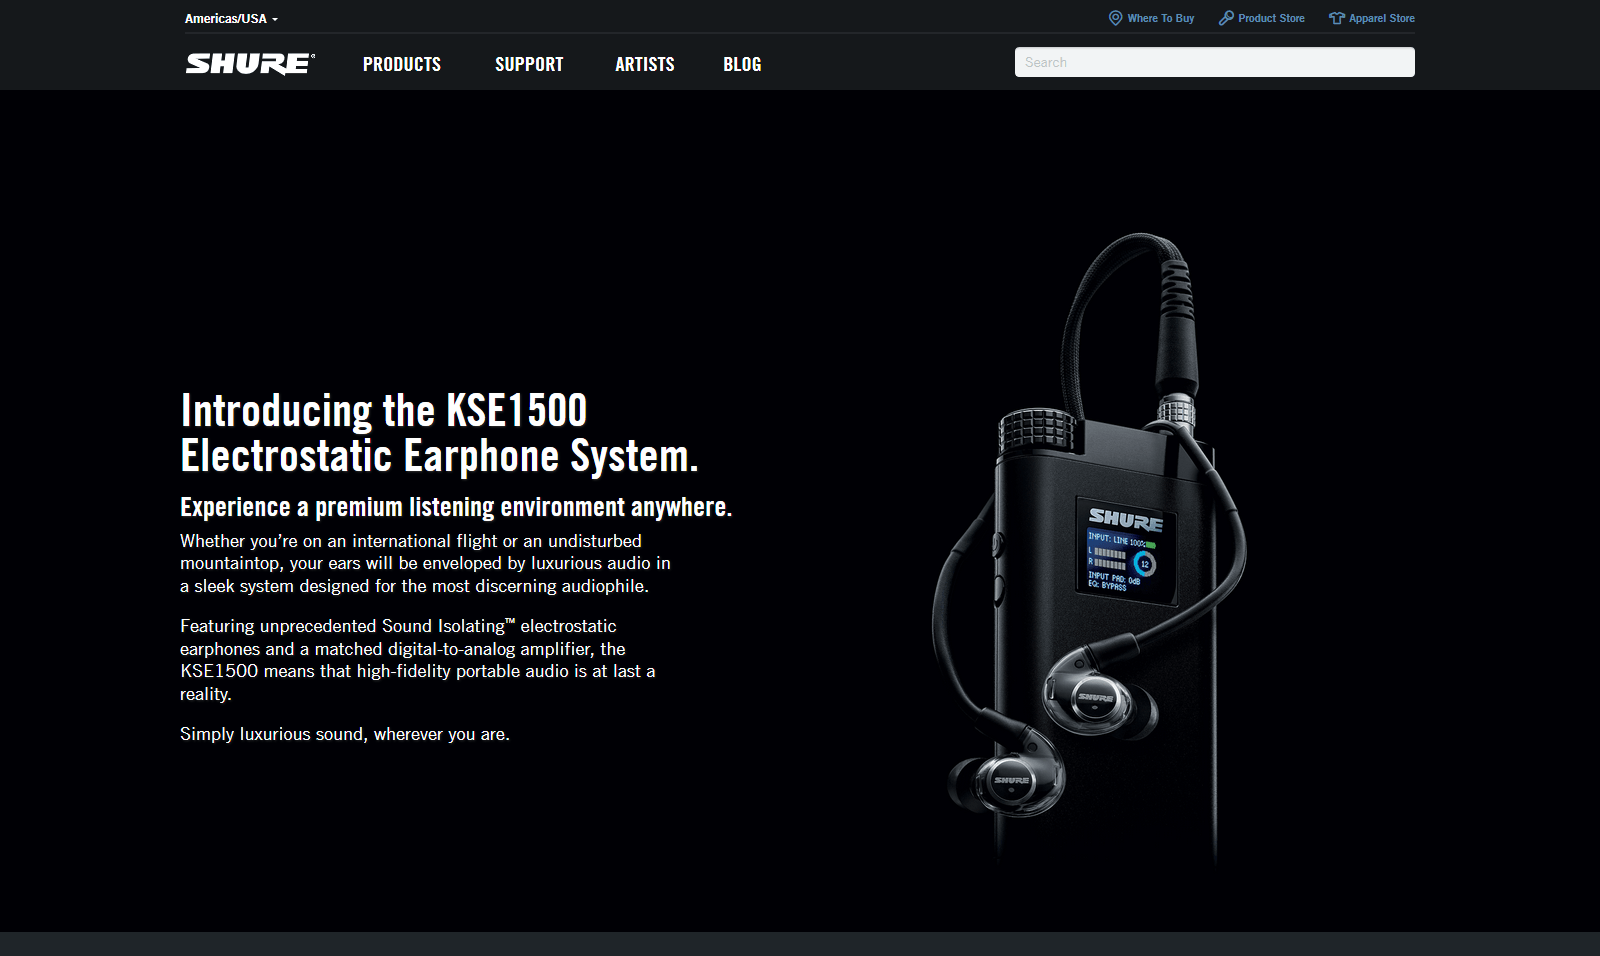 Americas/USA
Where To Buy
Product Store
Apparel Store
SHURE®
PRODUCTS
SUPPORT
ARTISTS
BLOG
Search
Introducing the KSE1500
Electrostatic Earphone System.
Experience a premium listening environment anywhere.
Whether you’re on an international flight or an undisturbed
mountaintop, your ears will be enveloped by luxurious audio in
a sleek system designed for the most discerning audiophile.
Featuring unprecedented Sound Isolating™ electrostatic
earphones and a matched digital-to-analog amplifier, the
KSE1500 means that high-fidelity portable audio is at last a
reality.
Simply luxurious sound, wherever you are.
SHURE
INPUT: LINE 100%
L
R
12
INPUT PAD: 0dB
EQ: BYPASS
SHURE
SHURE